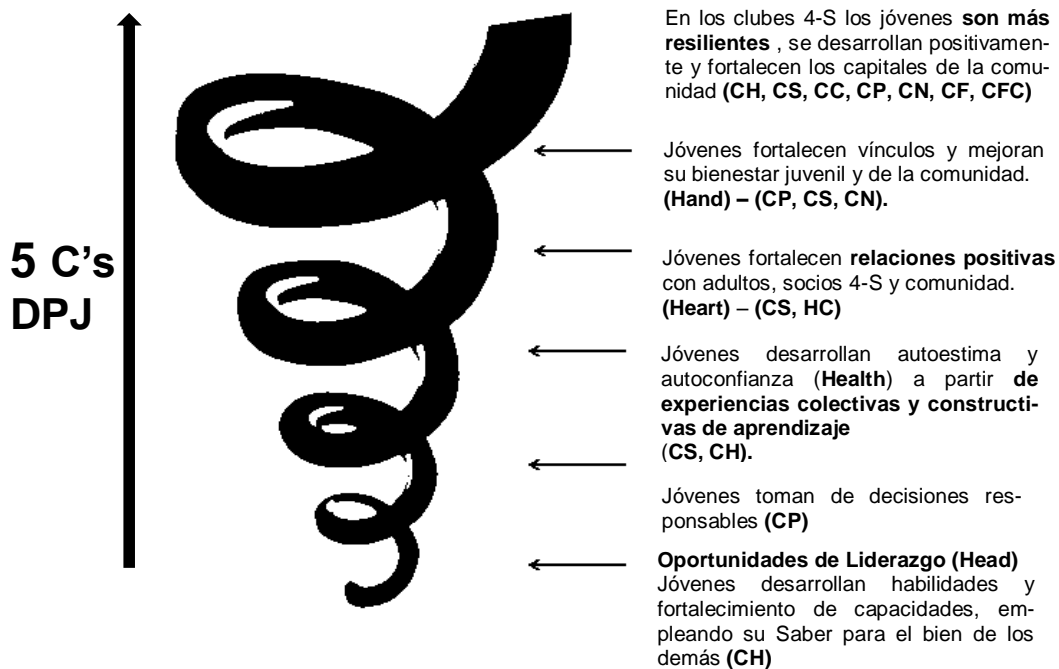 En los clubes 4-S los jóvenes son más
resilientes , se desarrollan positivamen-
te y fortalecen los capitales de la comu-
nidad (CH, CS, CC, CP, CN, CF, CFC)
Jóvenes fortalecen vínculos y mejoran
su bienestar juvenil y de la comunidad.
(Hand) – (CP, CS, CN).
5 C's
DPJ
Jóvenes fortalecen relaciones positivas
con adultos, socios 4-S y comunidad.
(Heart) – (CS, HC)
Jóvenes desarrollan autoestima y
autoconfianza (Health) a partir de
experiencias colectivas y constructi-
vas de aprendizaje
(CS, CH).
Jóvenes toman de decisiones res-
ponsables (CP)
Oportunidades de Liderazgo (Head)
Jóvenes desarrollan habilidades y
fortalecimiento de capacidades, em-
pleando su Saber para el bien de los
demás (CH)